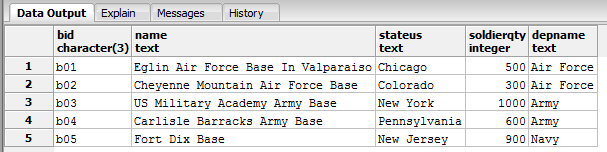 Data Output Explain Messages History
bid name stateus soldierqty depname
character(3) text text integer text
1 b01 Eglin Air Force Base In Valparaiso Chicago 500 Air Force
2 b02 Cheyenne Mountain Air Force Base Colorado 300 Air Force
3 b03 US Military Academy Army Base New York 1000 Army
4 b04 Carlisle Barracks Army Base Pennsylvania 600 Army
5 b05 Fort Dix Base New Jersey 900 Navy